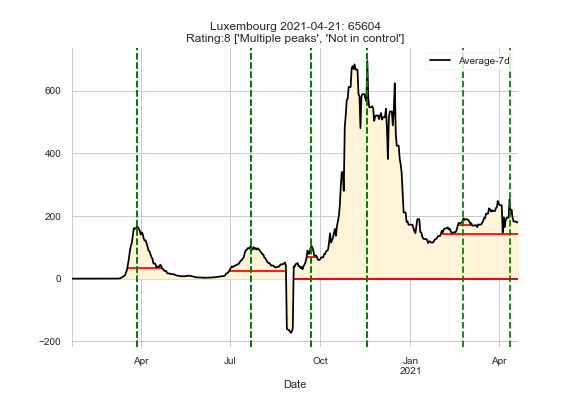 Luxembourg 2021-04-21: 65604
Rating:8 ['Multiple peaks', 'Not in control']
Average-7d
600
400
200
0
−200
Apr
Jul
Oct
Jan
2021
Apr
Date